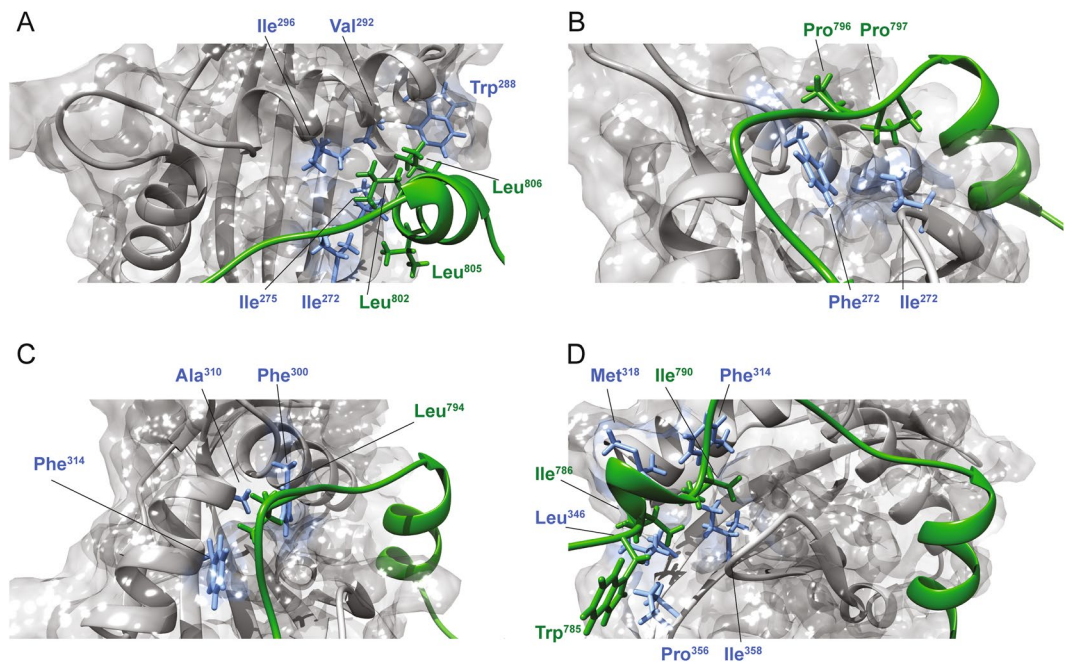 A
Ile296 Val292
Trp288
Leu806
Leu805
Ile275 Ile272 Leu802
B
Pro796 Pro797
Phe272 Ile272
C
Ala310 Phe300
Leu794
Phe314
D
Met318 Ile790 Phe314
Ile786
Leu346
Trp785
Pro356 Ile358